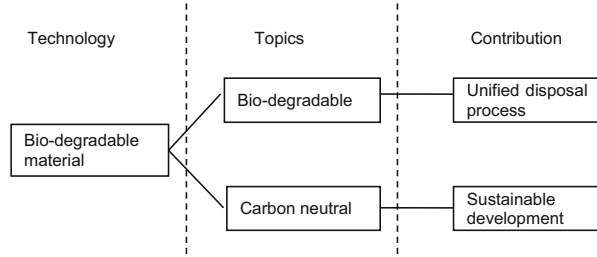 Technology
Topics
Contribution
Bio-degradable
Unified disposal
process
Bio-degradable
material
Carbon neutral
Sustainable
development